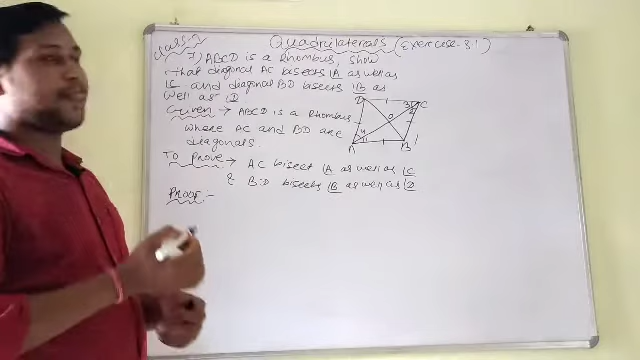 Class-9
Quadrilaterals (Exercise-8.1)
7) ABCD is a Rhombus, show
that diagonal AC bisects ∠A as well as
∠C and diagonal BD bisects ∠B as
well as ∠D
Given → ABCD is a Rhombus
where AC and BD are
diagonals.
D
C
O
A
B
To Prove → AC bisect ∠A as well as ∠C
& BD bisects ∠B as well as ∠D
Proof :-